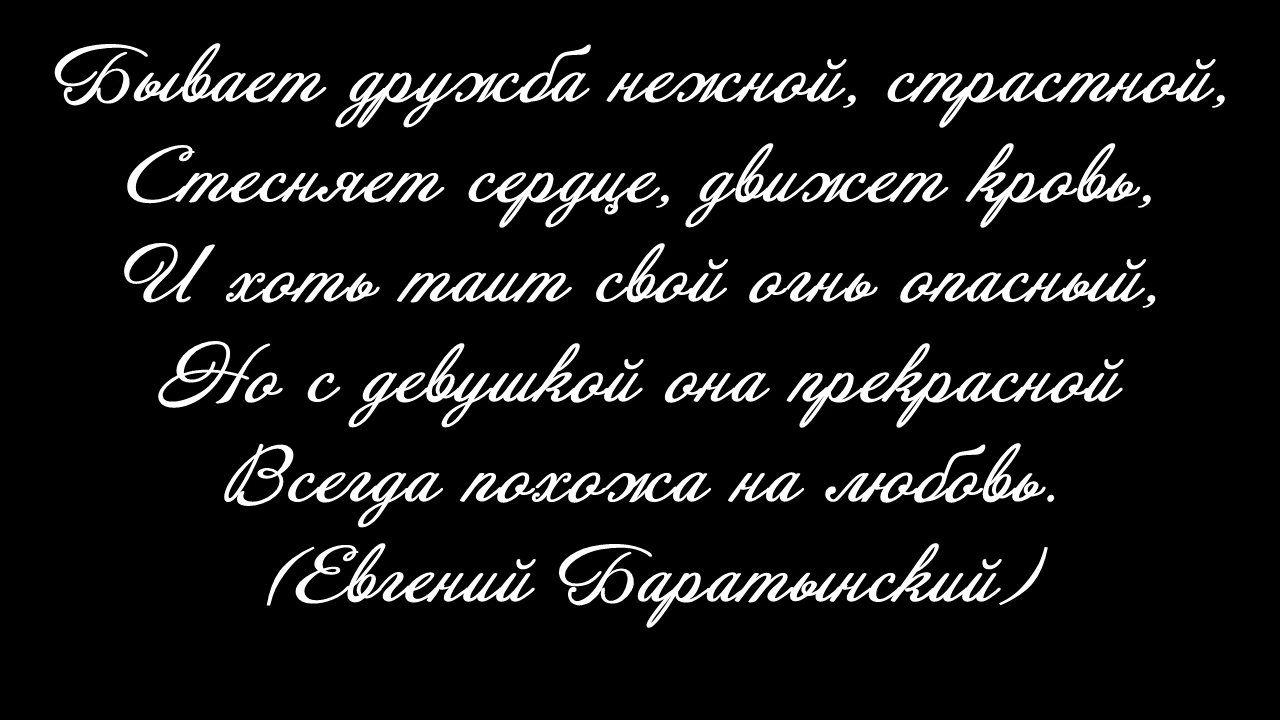 Бывает дружба нежной, страстной,
Стесняет сердце, движет кровь,
И хоть таит свой огнь опасный,
Но с девушкой она прекрасной
Всегда похожа на любовь.
(Евгений Баратынский)